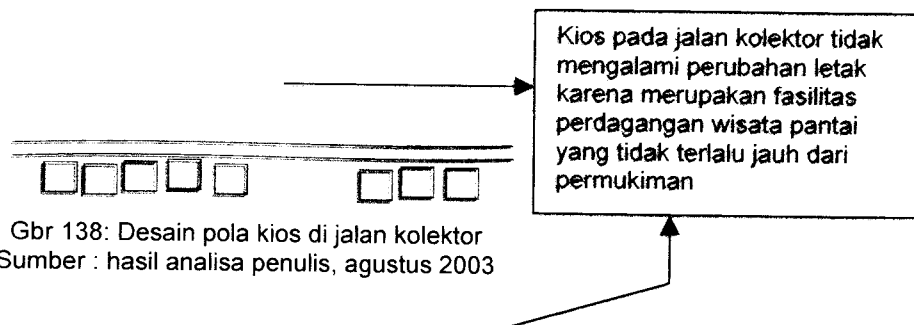 Kios pada jalan kolektor tidak
mengalami perubahan letak
karena merupakan fasilitas
perdagangan wisata pantai
yang tidak terlalu jauh dari
permukiman
Gbr 138: Desain pola kios di jalan kolektor
Sumber : hasil analisa penulis, agustus 2003